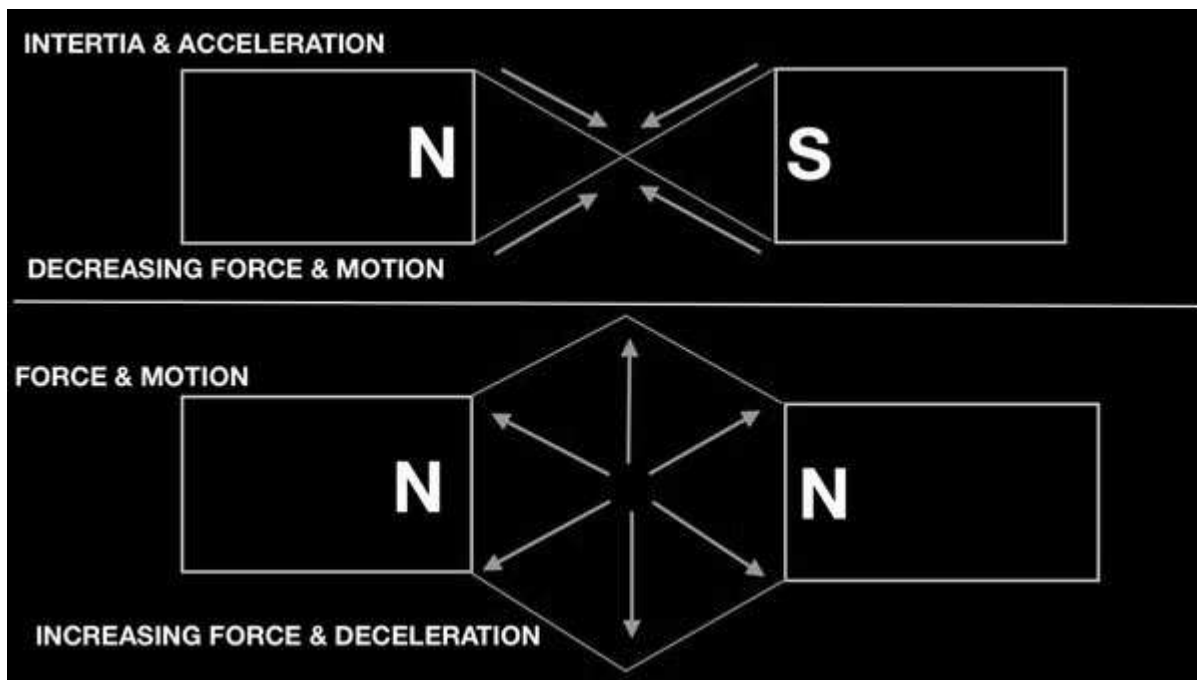 INTERTIA & ACCELERATION
N
S
DECREASING FORCE & MOTION
FORCE & MOTION
N
N
INCREASING FORCE & DECELERATION